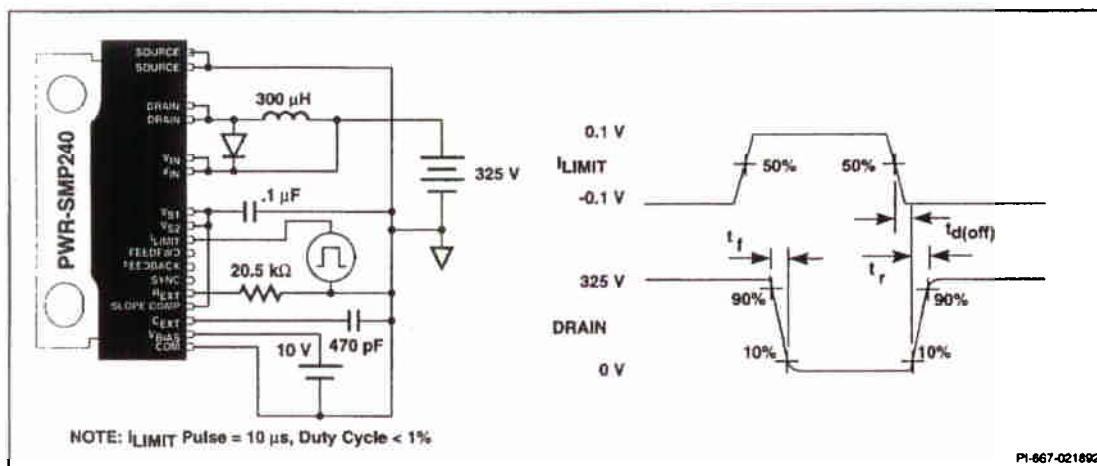 PWR-SMP240
SOURCE
SOURCE
DRAIN
DRAIN
VIN
VIN
VS1
VS2
ILIMIT
FEEDFWD
FEEDBACK
SYNC
REXT
SLOPE COMP
CEXT
VBIAS
COM
300 µH
325 V
.1 µF
20.5 kΩ
470 pF
10 V
NOTE: ILIMIT Pulse = 10 µs, Duty Cycle < 1%
0.1 V
ILIMIT
-0.1 V
50%
50%
td(off)
tf
tr
325 V
90%
90%
DRAIN
10%
10%
0 V
PI-667-021892